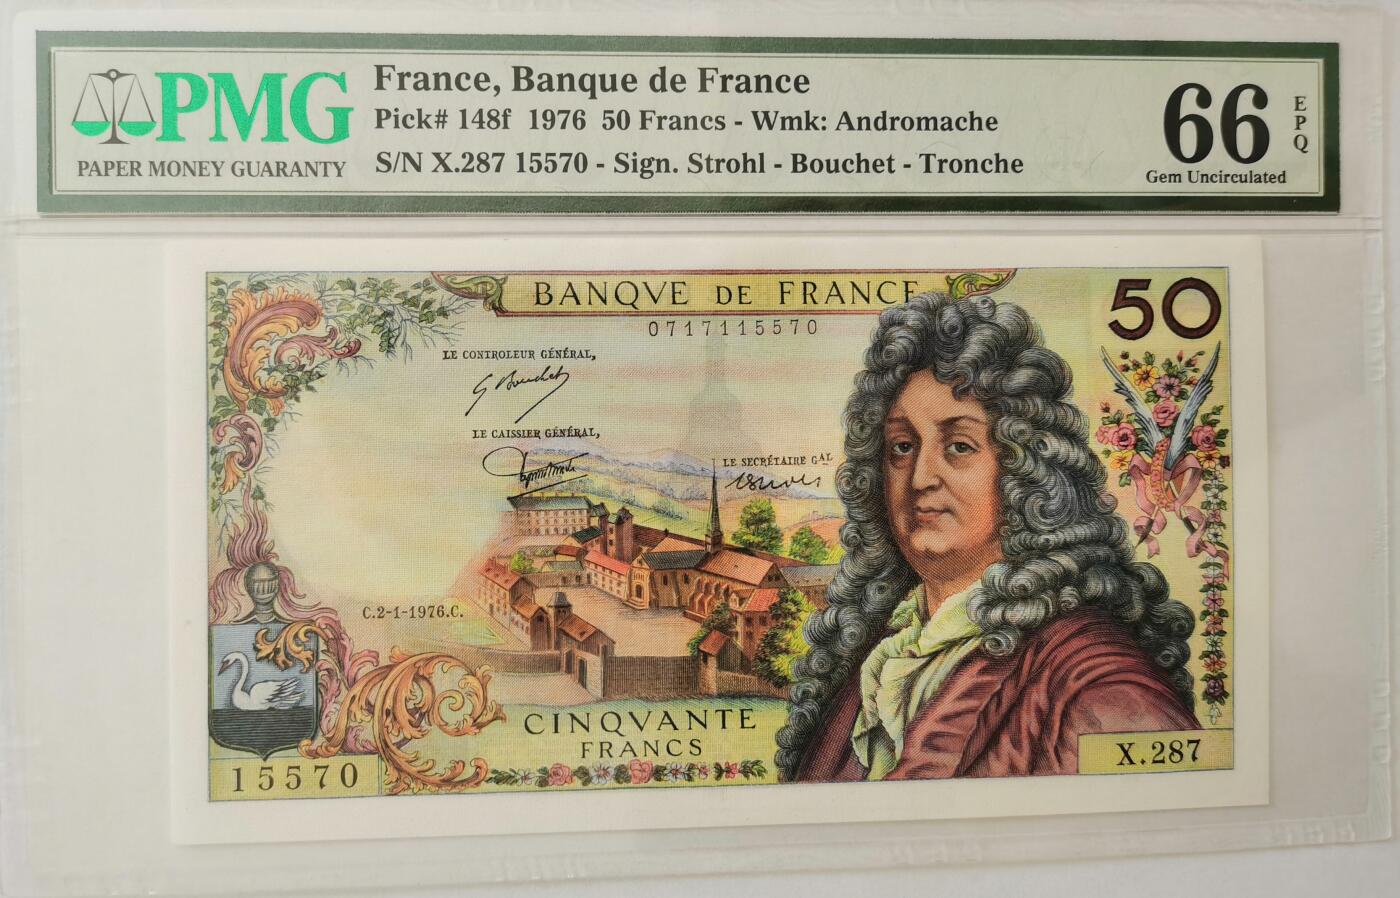 PMG
PAPER MONEY GUARANTY
France, Banque de France
Pick# 148f 1976 50 Francs - Wmk: Andromache
S/N X.287 15570 - Sign. Strohl - Bouchet - Tronche
66
EPQ
Gem Uncirculated
BANQVE DE FRANCE
50
0717115570
LE CONTROLEUR GÉNÉRAL,
G Bouchet
LE CAISSIER GÉNÉRAL,
LE SECRÉTAIRE GAL
C.2-1-1976.C.
CINQVANTE
FRANCS
15570
X.287